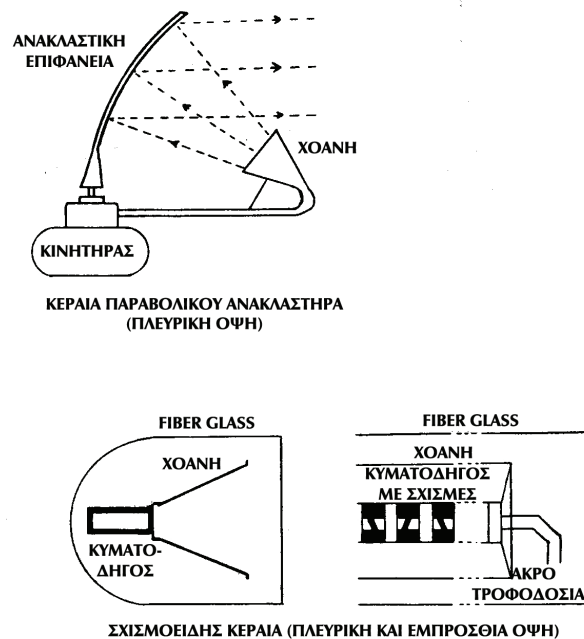 ΑΝΑΚΛΑΣΤΙΚΗ
ΕΠΙΦΑΝΕΙΑ
ΧΟΑΝΗ
ΚΙΝΗΤΗΡΑΣ
ΚΕΡΑΙΑ ΠΑΡΑΒΟΛΙΚΟΥ ΑΝΑΚΛΑΣΤΗΡΑ
(ΠΛΕΥΡΙΚΗ ΟΨΗ)
FIBER GLASS
ΧΟΑΝΗ
ΚΥΜΑΤΟ-
ΔΗΓΟΣ
FIBER GLASS
ΧΟΑΝΗ
ΚΥΜΑΤΟΔΗΓΟΣ
ΜΕ ΣΧΙΣΜΕΣ
ΑΚΡΟ
ΤΡΟΦΟΔΟΣΙΑ
ΣΧΙΣΜΟΕΙΔΗΣ ΚΕΡΑΙΑ (ΠΛΕΥΡΙΚΗ ΚΑΙ ΕΜΠΡΟΣΘΙΑ ΟΨΗ)